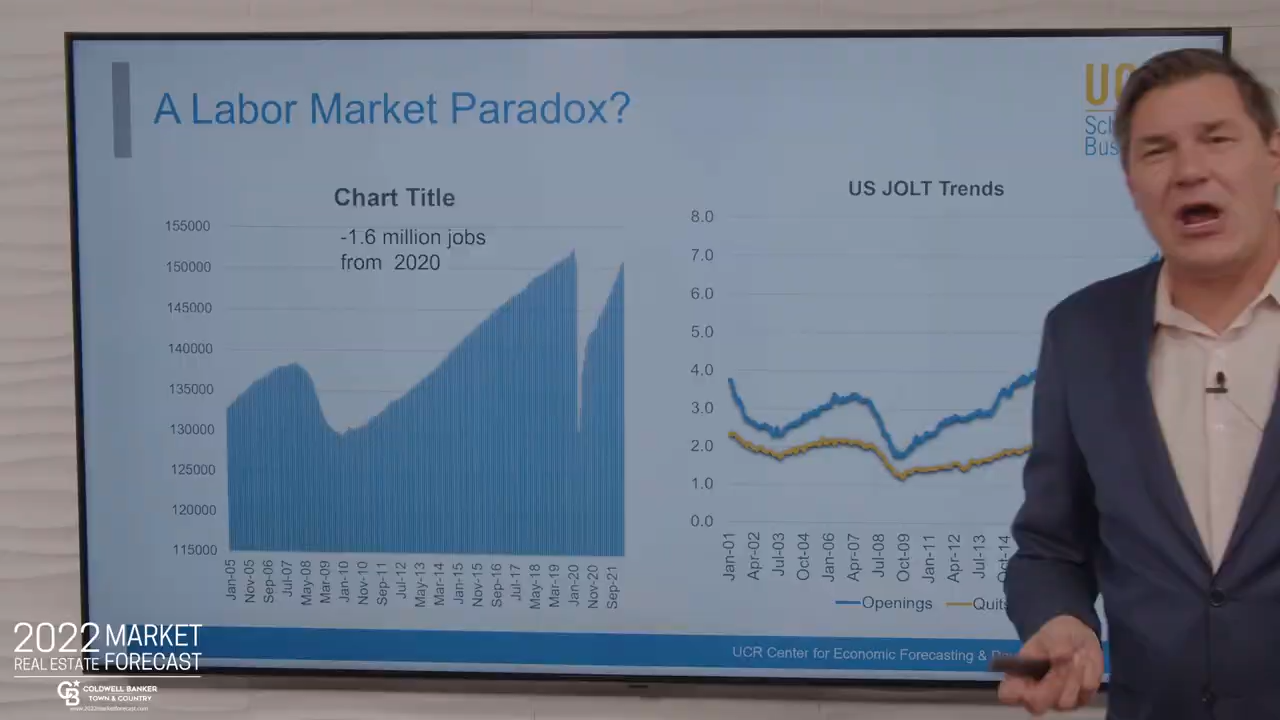 A Labor Market Paradox?
Chart Title
-1.6 million jobs
from 2020
155000
150000
145000
140000
135000
130000
125000
120000
115000
Jan-05
Nov-05
Sep-06
Jul-07
May-08
Mar-09
Jan-10
Nov-10
Sep-11
Jul-12
May-13
Mar-14
Jan-15
Nov-15
Sep-16
Jul-17
May-18
Mar-19
Jan-20
Nov-20
Sep-21
US JOLT Trends
8.0
7.0
6.0
5.0
4.0
3.0
2.0
1.0
0.0
Jan-01
Apr-02
Jul-03
Oct-04
Jan-06
Apr-07
Jul-08
Oct-09
Jan-11
Apr-12
Jul-13
Oct-14
Openings
Quits
UCR Center for Economic Forecasting &
2022 MARKET
REAL ESTATE FORECAST
CB COLDWELL BANKER
TOWN & COUNTRY
www.2022marketforecast.com